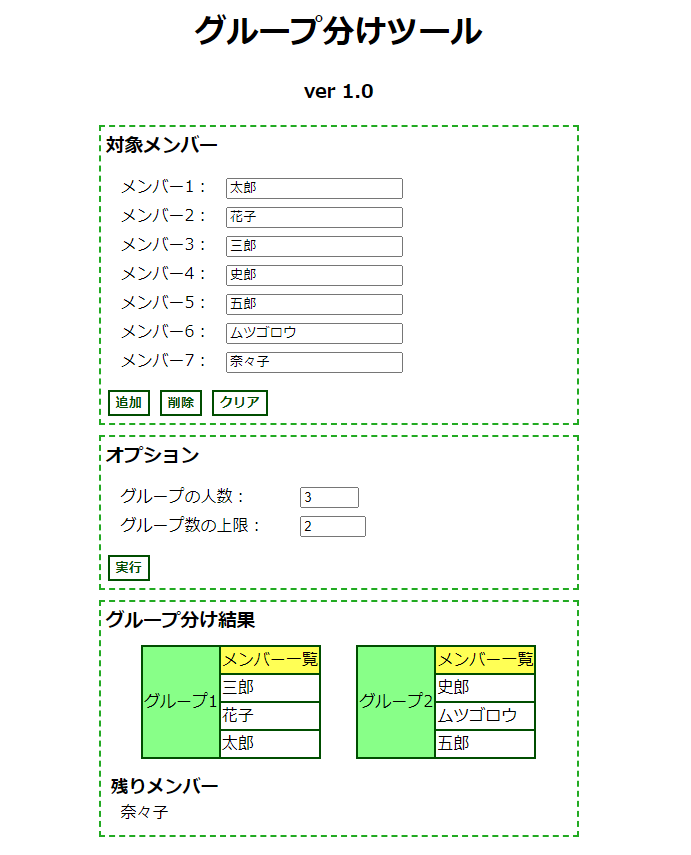 グループ分けツール
ver 1.0
対象メンバー
メンバー1： 太郎
メンバー2： 花子
メンバー3： 三郎
メンバー4： 史郎
メンバー5： 五郎
メンバー6： ムツゴロウ
メンバー7： 奈々子
追加 削除 クリア
オプション
グループの人数： 3
グループ数の上限： 2
実行
グループ分け結果
グループ1
メンバー一覧
三郎
花子
太郎
グループ2
メンバー一覧
史郎
ムツゴロウ
五郎
残りメンバー
奈々子